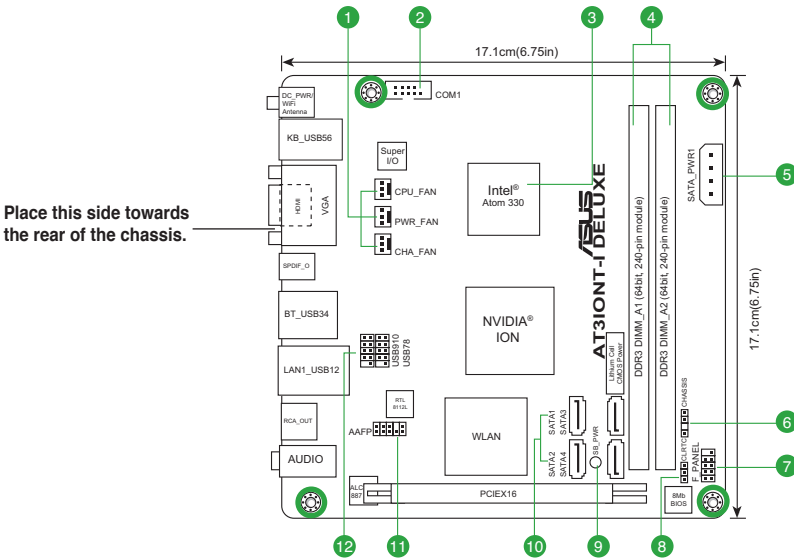 1
2
3
4
17.1cm(6.75in)
DC_PWR/
WiFi
Antenna
COM1
KB_USB56
Super
I/O
SATA_PWR1
5
CPU_FAN
Intel®
Atom 330
HDMI
VGA
Place this side towards
the rear of the chassis.
PWR_FAN
CHA_FAN
ASUS
AT3IONT-I DELUXE
DDR3 DIMM_A1 (64bit, 240-pin module)
DDR3 DIMM_A2 (64bit, 240-pin module)
17.1cm(6.75in)
SPDIF_O
BT_USB34
NVIDIA®
ION
USB910
USB78
Lithium Cell
CMOS Power
LAN1_USB12
RTL
8112L
CHASSIS
6
RCA_OUT
AAFP
WLAN
SATA1
SATA3
SATA2
SATA4
SB_PWR
CLRTC
F_PANEL
7
AUDIO
ALC
887
PCIEX16
8Mb
BIOS
12
11
10
9
8